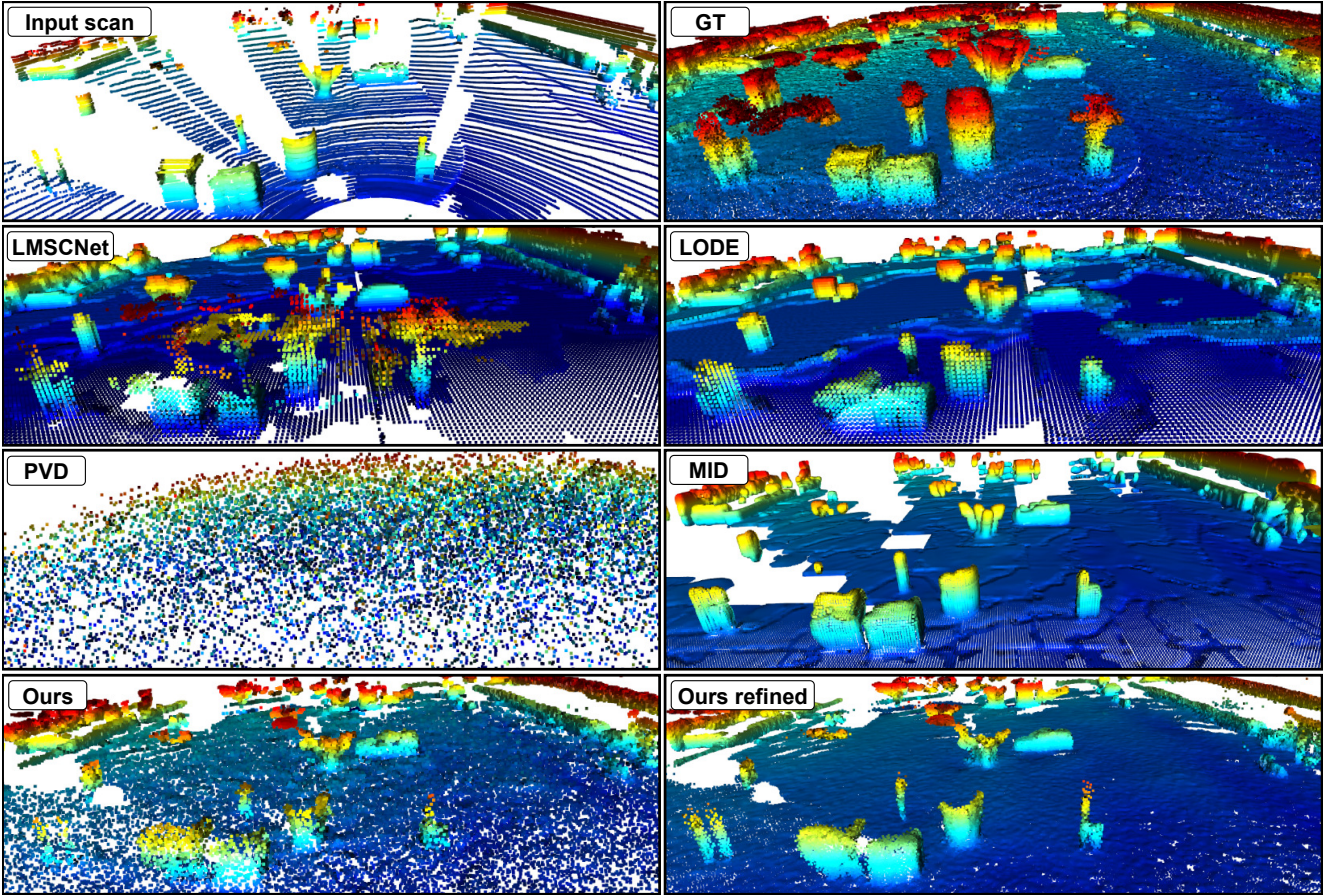 Input scan
GT
LMSCNet
LODE
PVD
MID
Ours
Ours refined